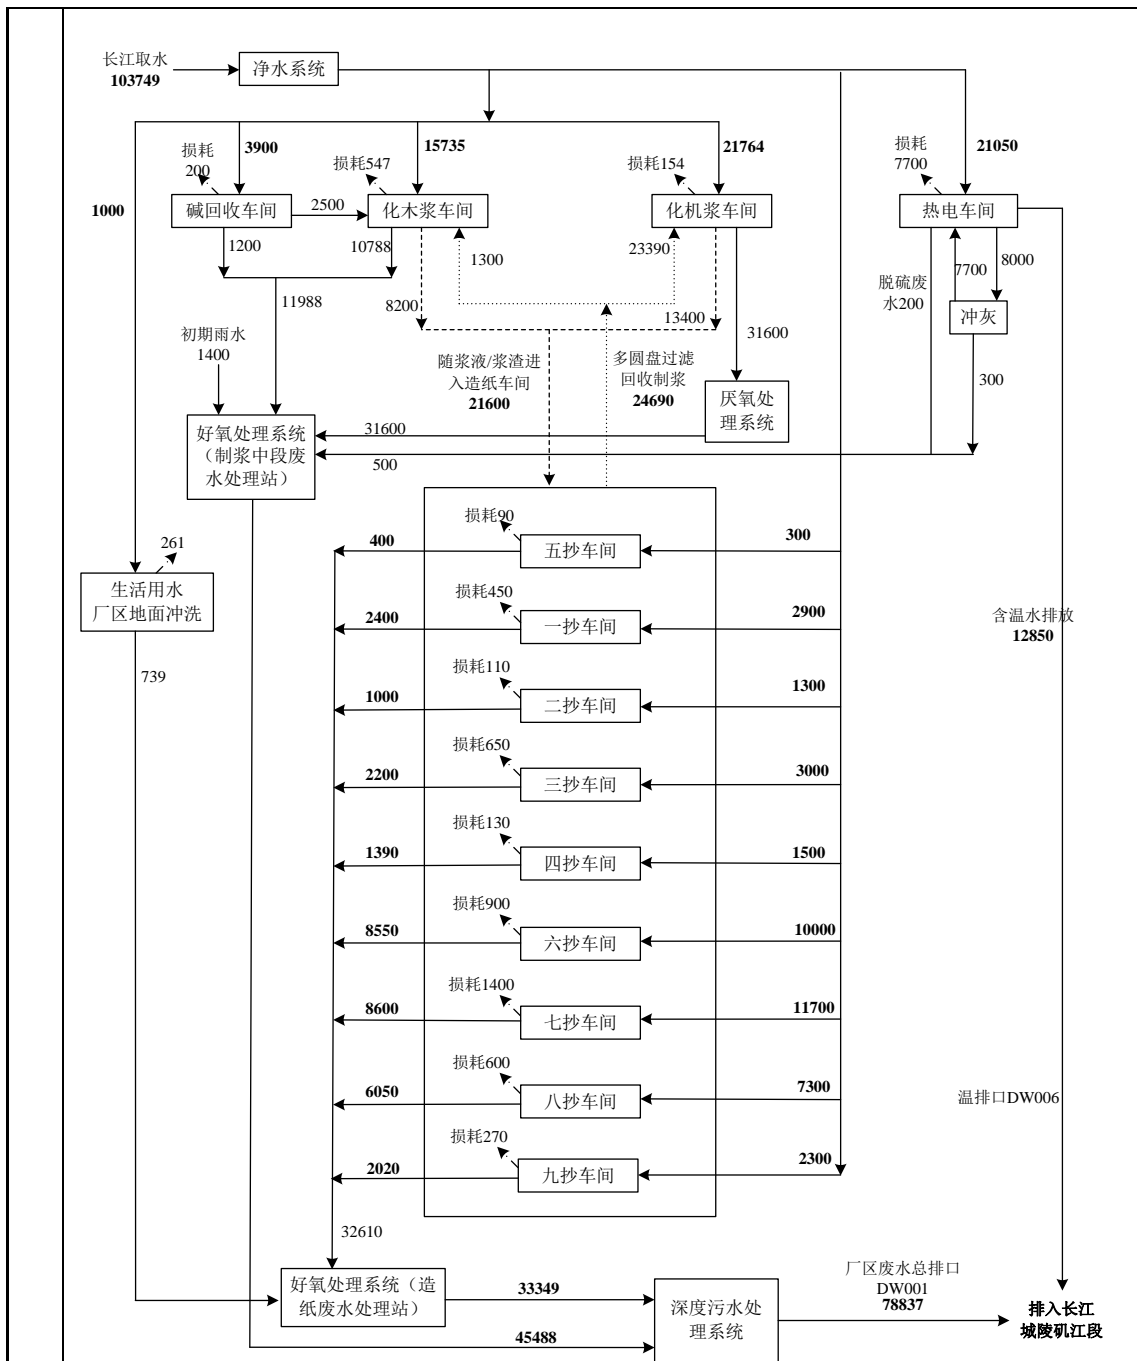 长江取水
103749
净水系统
损耗
200
3900
损耗547
15735
损耗154
21764
损耗
7700
21050
1000
碱回收车间
2500
化木浆车间
化机浆车间
热电车间
1200
10788
1300
23390
7700
8000
脱硫废
水200
11988
8200
13400
31600
冲灰
初期雨水
1400
随浆液/浆渣进
入造纸车间
21600
多圆盘过滤
回收制浆
24690
厌氧处
理系统
300
好氧处理系统
（制浆中段废
水处理站）
31600
500
损耗90
400
五抄车间
300
261
生活用水
厂区地面冲洗
损耗450
2400
一抄车间
2900
含温水排放
12850
739
损耗110
1000
二抄车间
1300
损耗650
2200
三抄车间
3000
损耗130
1390
四抄车间
1500
损耗900
8550
六抄车间
10000
损耗1400
8600
七抄车间
11700
损耗600
6050
八抄车间
7300
温排口DW006
损耗270
2020
九抄车间
2300
32610
好氧处理系统（造
纸废水处理站）
33349
45488
深度污水处
理系统
厂区废水总排口
DW001
78837
排入长江
城陵矶江段